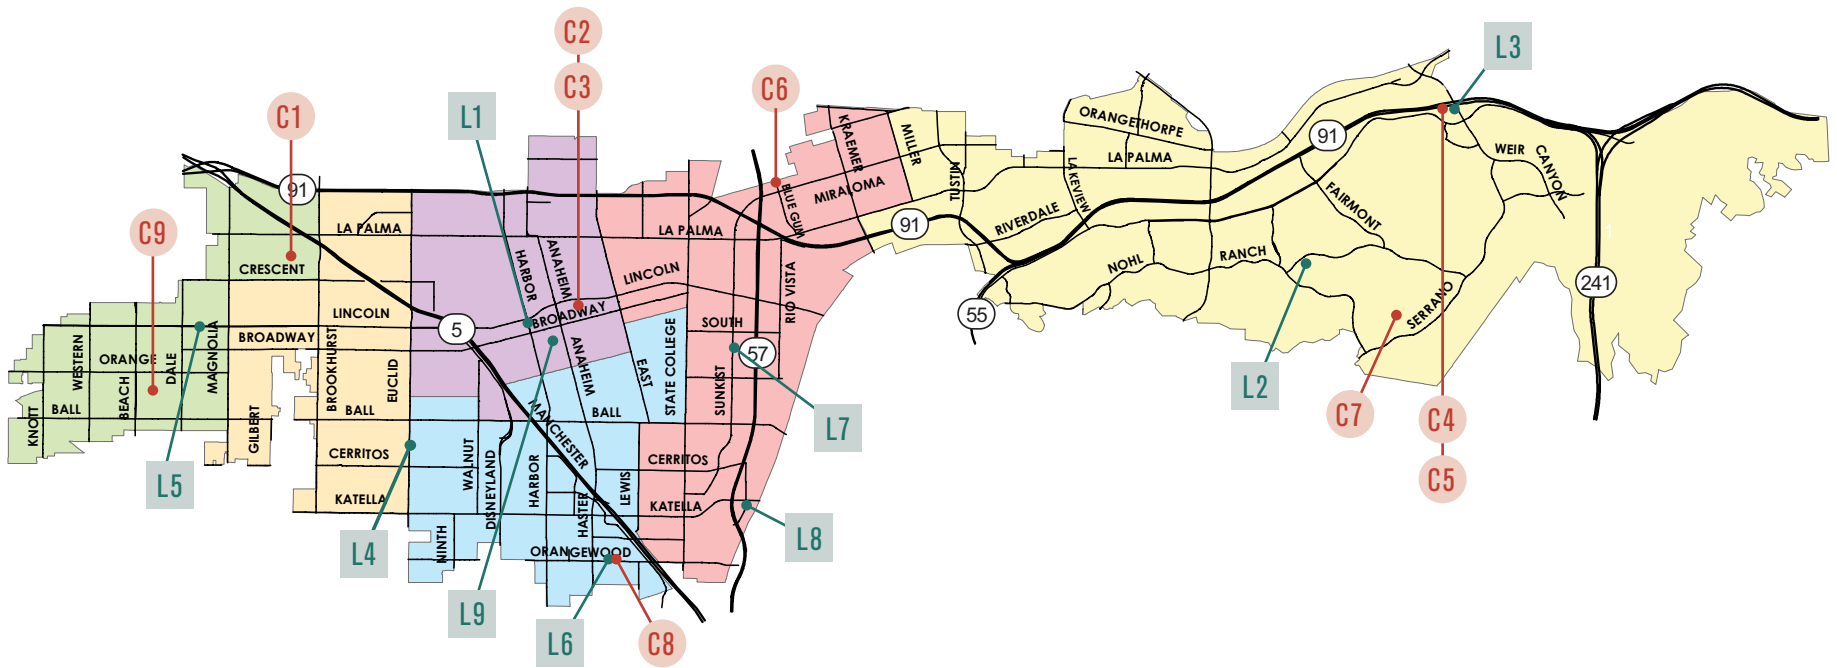 C2
L3
C3
C6
C1
L1
KRAEMER
MILLER
ORANGETHORPE
91
WEIR CANYON
LA PALMA
LAKEVIEW
TUSTIN
MIRALOMA
BLUE GUM
91
FAIRMONT
C9
LA PALMA
LA PALMA
91
RIVERDALE
HARBOR
ANAHEIM
LINCOLN
CRESCENT
NOHL RANCH
RIO VISTA
241
SERRANO
55
LINCOLN
BROADWAY
SOUTH
5
BROADWAY
MAGNOLIA
WESTERN
ORANGE
DALE
BEACH
BROOKHURST
EUCLID
ANAHEIM
EAST
STATE COLLEGE
SUNKIST
57
L2
C7
C4
KNOTT
BALL
GILBERT
BALL
MANCHESTER
BALL
L7
CERRITOS
WALNUT
DISNEYLAND
HARBOR
HASTER
LEWIS
CERRITOS
L5
C5
KATELLA
KATELLA
L8
L4
NINTH
ORANGEWOOD
L9
L6
C8